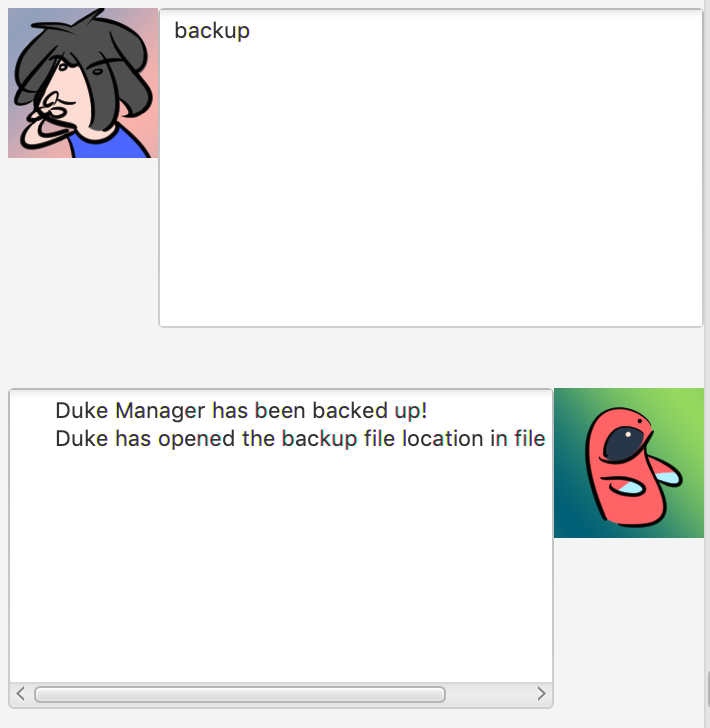 backup
Duke Manager has been backed up!
Duke has opened the backup file location in file